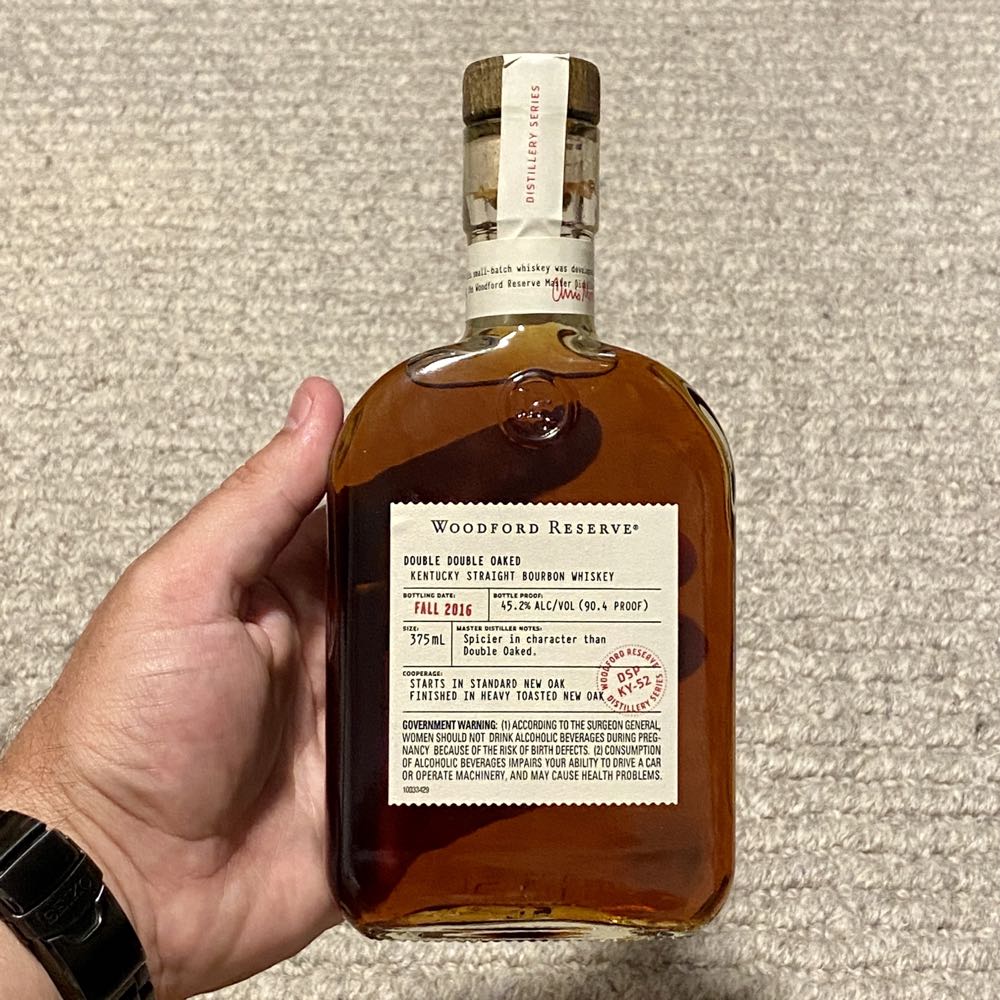 DISTILLERY SERIES
small-batch whiskey was
Woodford Reserve Master
Chris
WOODFORD RESERVE®
DOUBLE DOUBLE OAKED
KENTUCKY STRAIGHT BOURBON WHISKEY
BOTTLING DATE:
FALL 2016
BOTTLE PROOF:
45.2% ALC/VOL (90.4 PROOF)
SIZE:
375mL
MASTER DISTILLER NOTES:
Spicier in character than
Double Oaked.
COOPERAGE:
STARTS IN STANDARD NEW OAK
FINISHED IN HEAVY TOASTED NEW OAK
WOODFORD RESERVE
DSP
KY-52
DISTILLERY SERIES
GOVERNMENT WARNING: (1) ACCORDING TO THE SURGEON GENERAL,
WOMEN SHOULD NOT DRINK ALCOHOLIC BEVERAGES DURING PREG-
NANCY BECAUSE OF THE RISK OF BIRTH DEFECTS. (2) CONSUMPTION
OF ALCOHOLIC BEVERAGES IMPAIRS YOUR ABILITY TO DRIVE A CAR
OR OPERATE MACHINERY, AND MAY CAUSE HEALTH PROBLEMS.
10033429
SEIKO